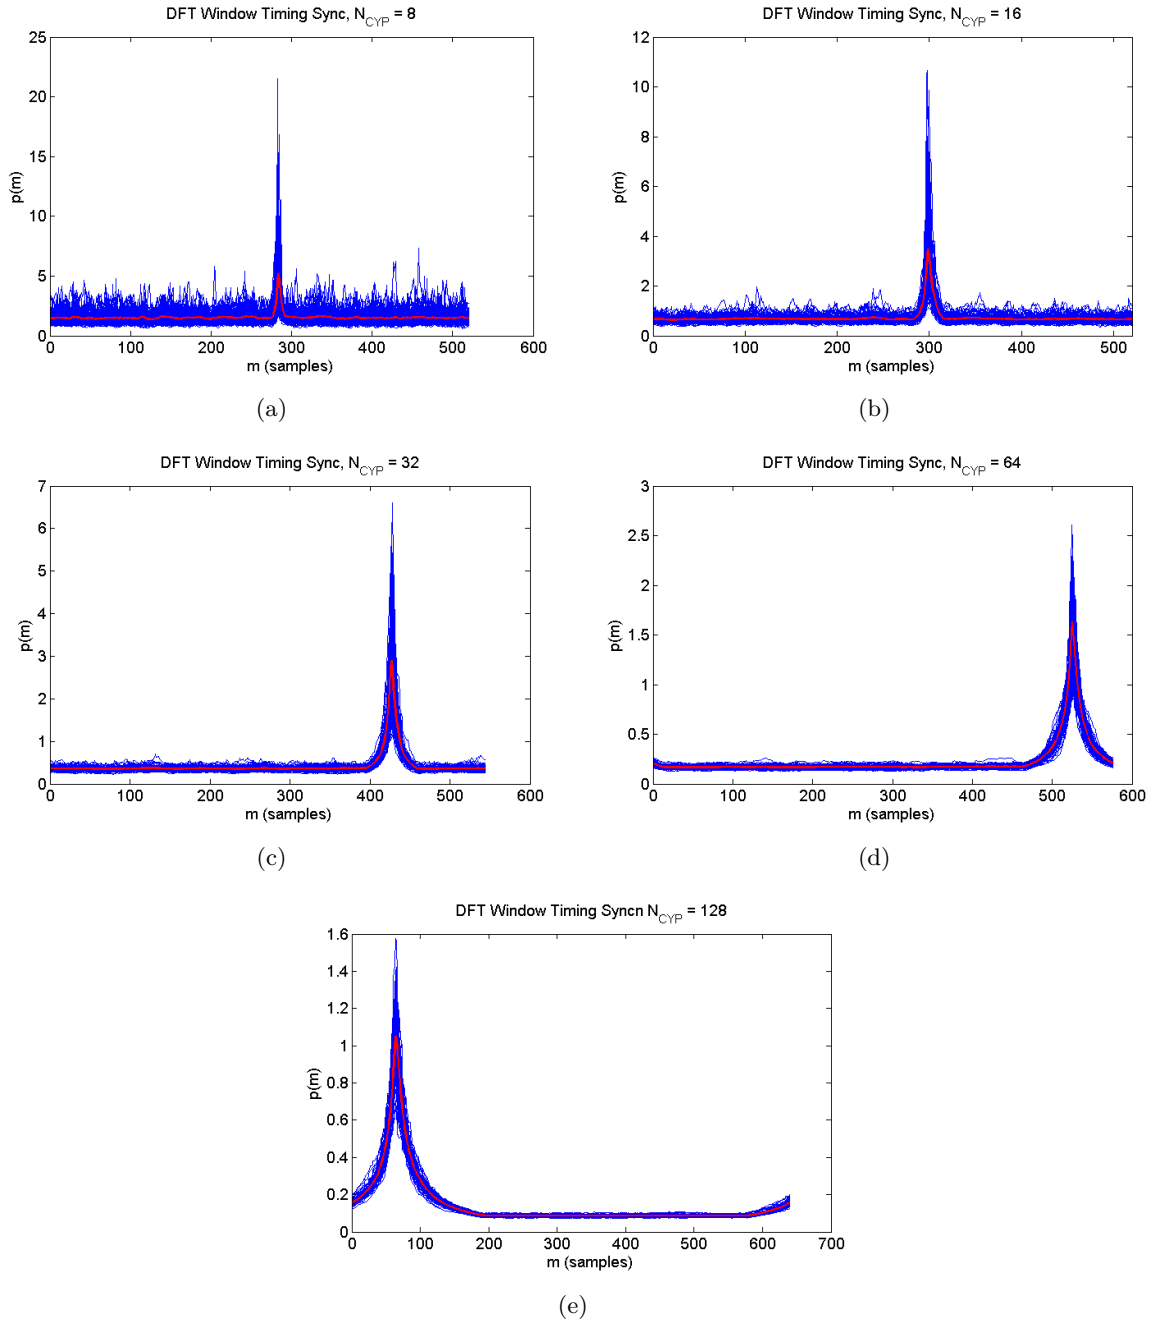 DFT Window Timing Sync, N_CYP = 8
25
20
15
10
5
0
p(m)
0 100 200 300 400 500 600
m (samples)
(a)
DFT Window Timing Sync, N_CYP = 16
12
10
8
6
4
2
0
p(m)
0 100 200 300 400 500
m (samples)
(b)
DFT Window Timing Sync, N_CYP = 32
7
6
5
4
3
2
1
0
p(m)
0 100 200 300 400 500 600
m (samples)
(c)
DFT Window Timing Sync, N_CYP = 64
3
2.5
2
1.5
1
0.5
0
p(m)
0 100 200 300 400 500 600
m (samples)
(d)
DFT Window Timing Syncn N_CYP = 128
1.6
1.4
1.2
1
0.8
0.6
0.4
0.2
0
p(m)
0 100 200 300 400 500 600 700
m (samples)
(e)